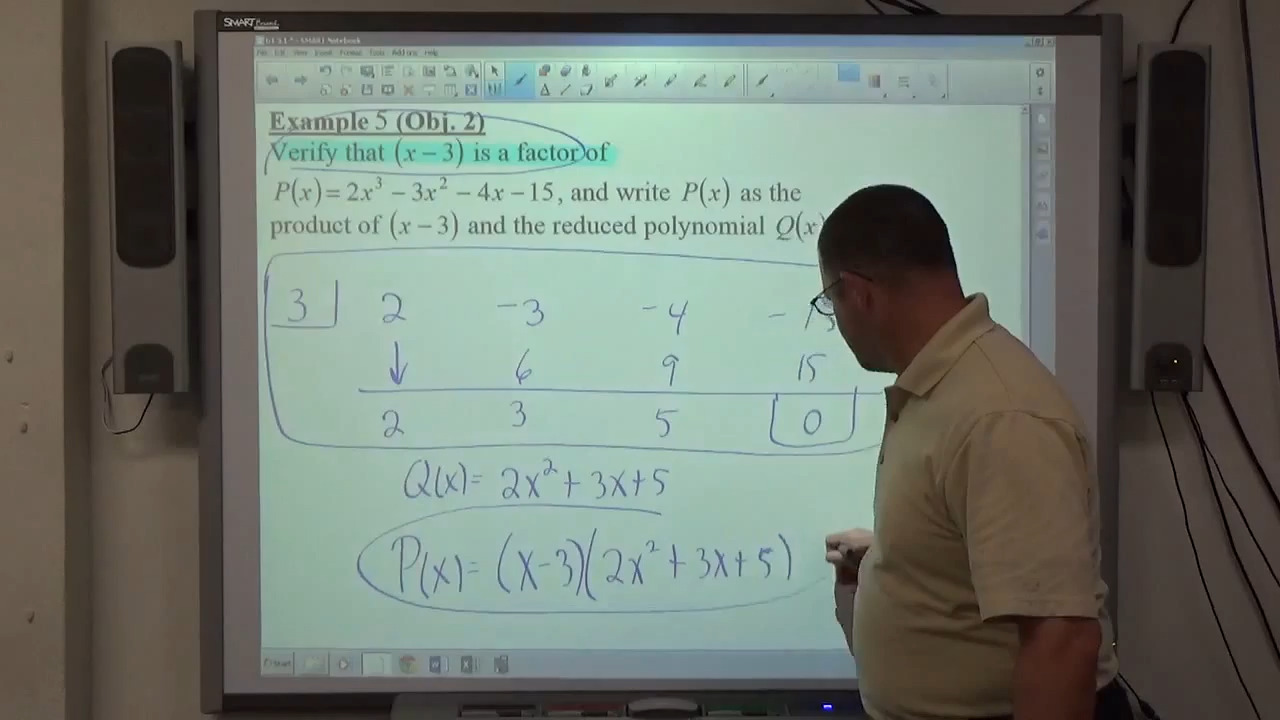 SMART Board
Example 5 (Obj. 2)
Verify that (x − 3) is a factor of
P(x) = 2x³ − 3x² − 4x − 15, and write P(x) as the
product of (x − 3) and the reduced polynomial Q(x
3 2 -3 -4 - 15
↓ 6 9 15
2 3 5 0
Q(x)= 2x² + 3x+5
P(x)= (x-3)(2x² + 3x+5)